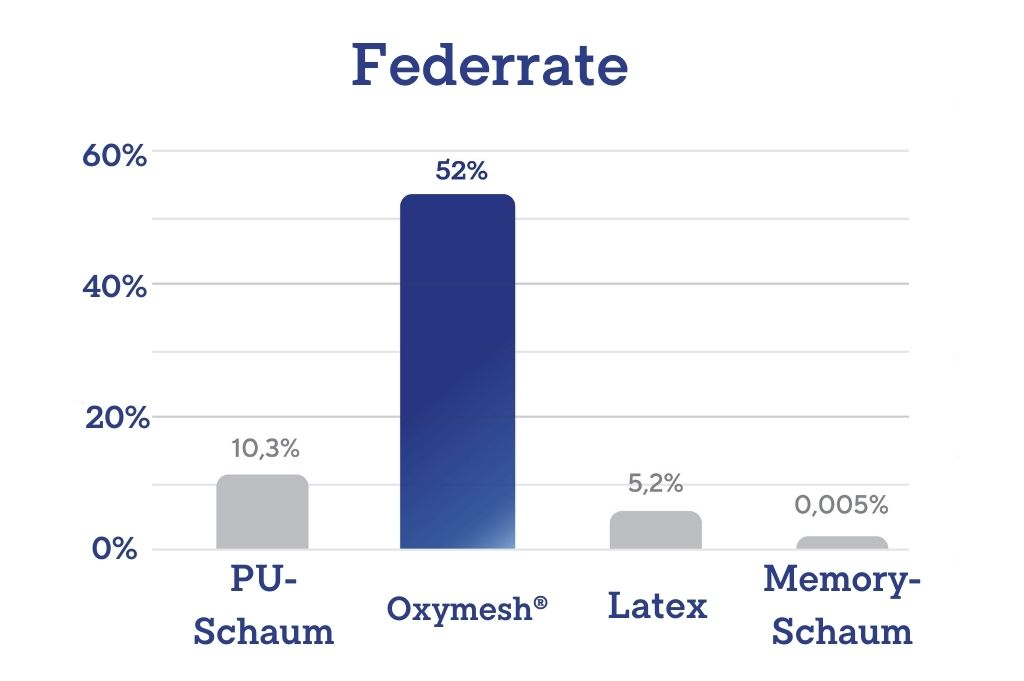 Federrate
60%
52%
40%
20%
10,3%
5,2%
0,005%
0%
PU-
Schaum
Oxymesh®
Latex
Memory-
Schaum